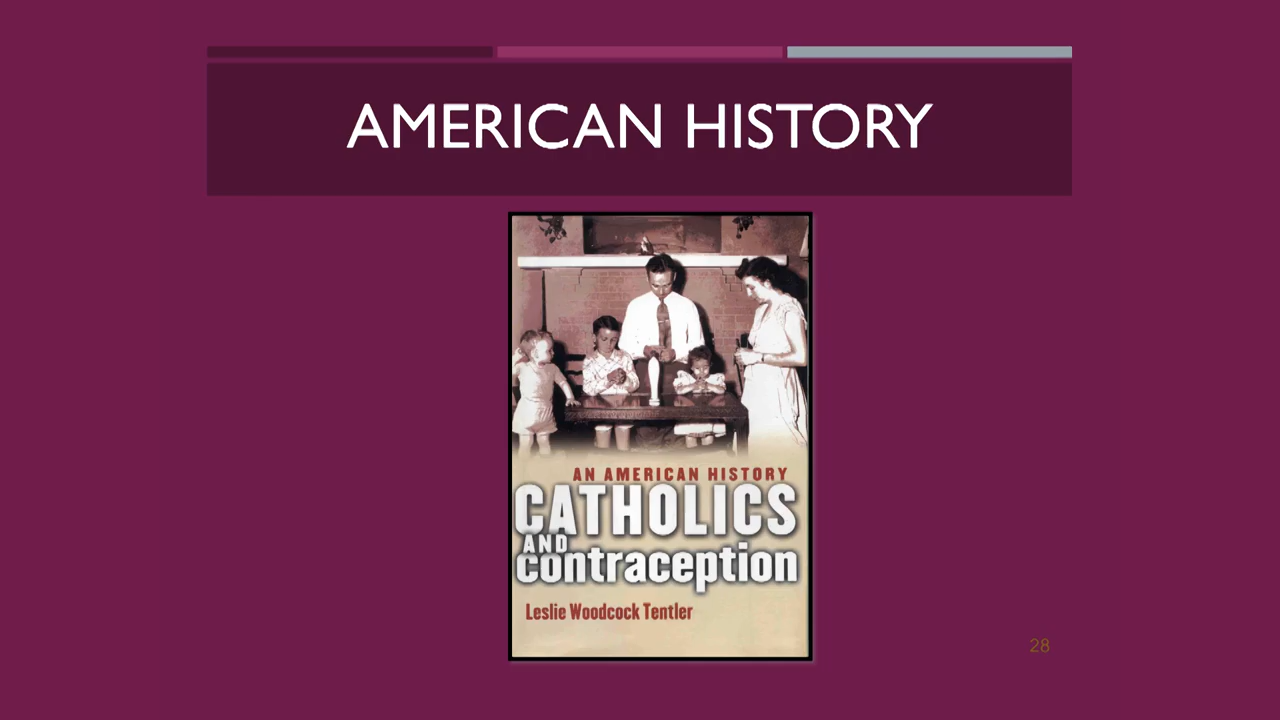 AMERICAN HISTORY
AN AMERICAN HISTORY
CATHOLICS
AND
contraception
Leslie Woodcock Tentler
28